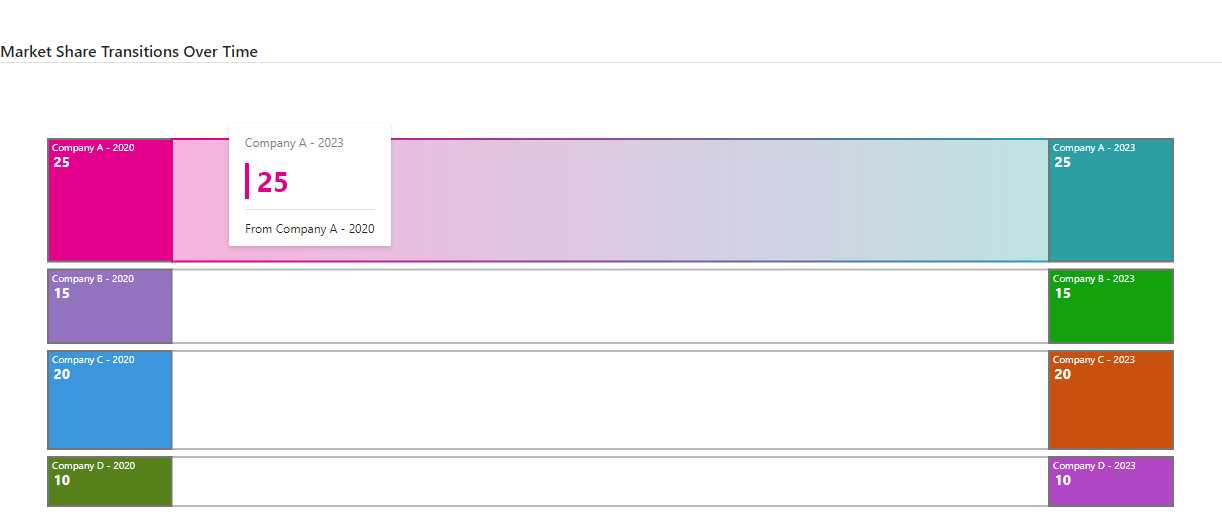 Market Share Transitions Over Time
Company A - 2020
25
Company A - 2023
25
From Company A - 2020
Company A - 2023
25
Company B - 2020
15
Company B - 2023
15
Company C - 2020
20
Company C - 2023
20
Company D - 2020
10
Company D - 2023
10